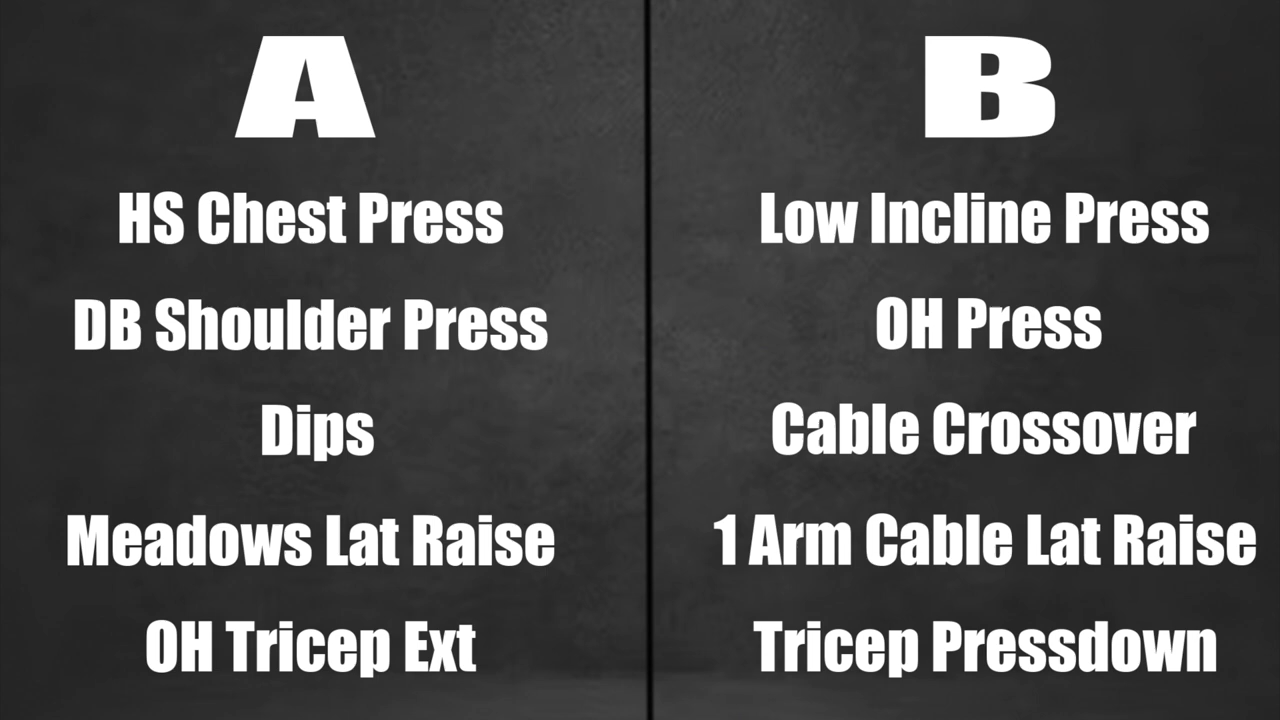 A
HS Chest Press
DB Shoulder Press
Dips
Meadows Lat Raise
OH Tricep Ext
B
Low Incline Press
OH Press
Cable Crossover
1 Arm Cable Lat Raise
Tricep Pressdown